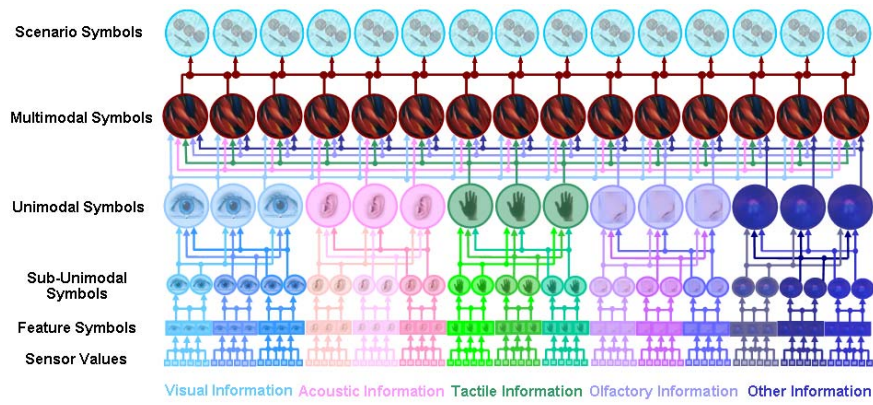 Scenario Symbols
Multimodal Symbols
Unimodal Symbols
Sub-Unimodal
Symbols
Feature Symbols
Sensor Values
Visual Information Acoustic Information Tactile Information Olfactory Information Other Information